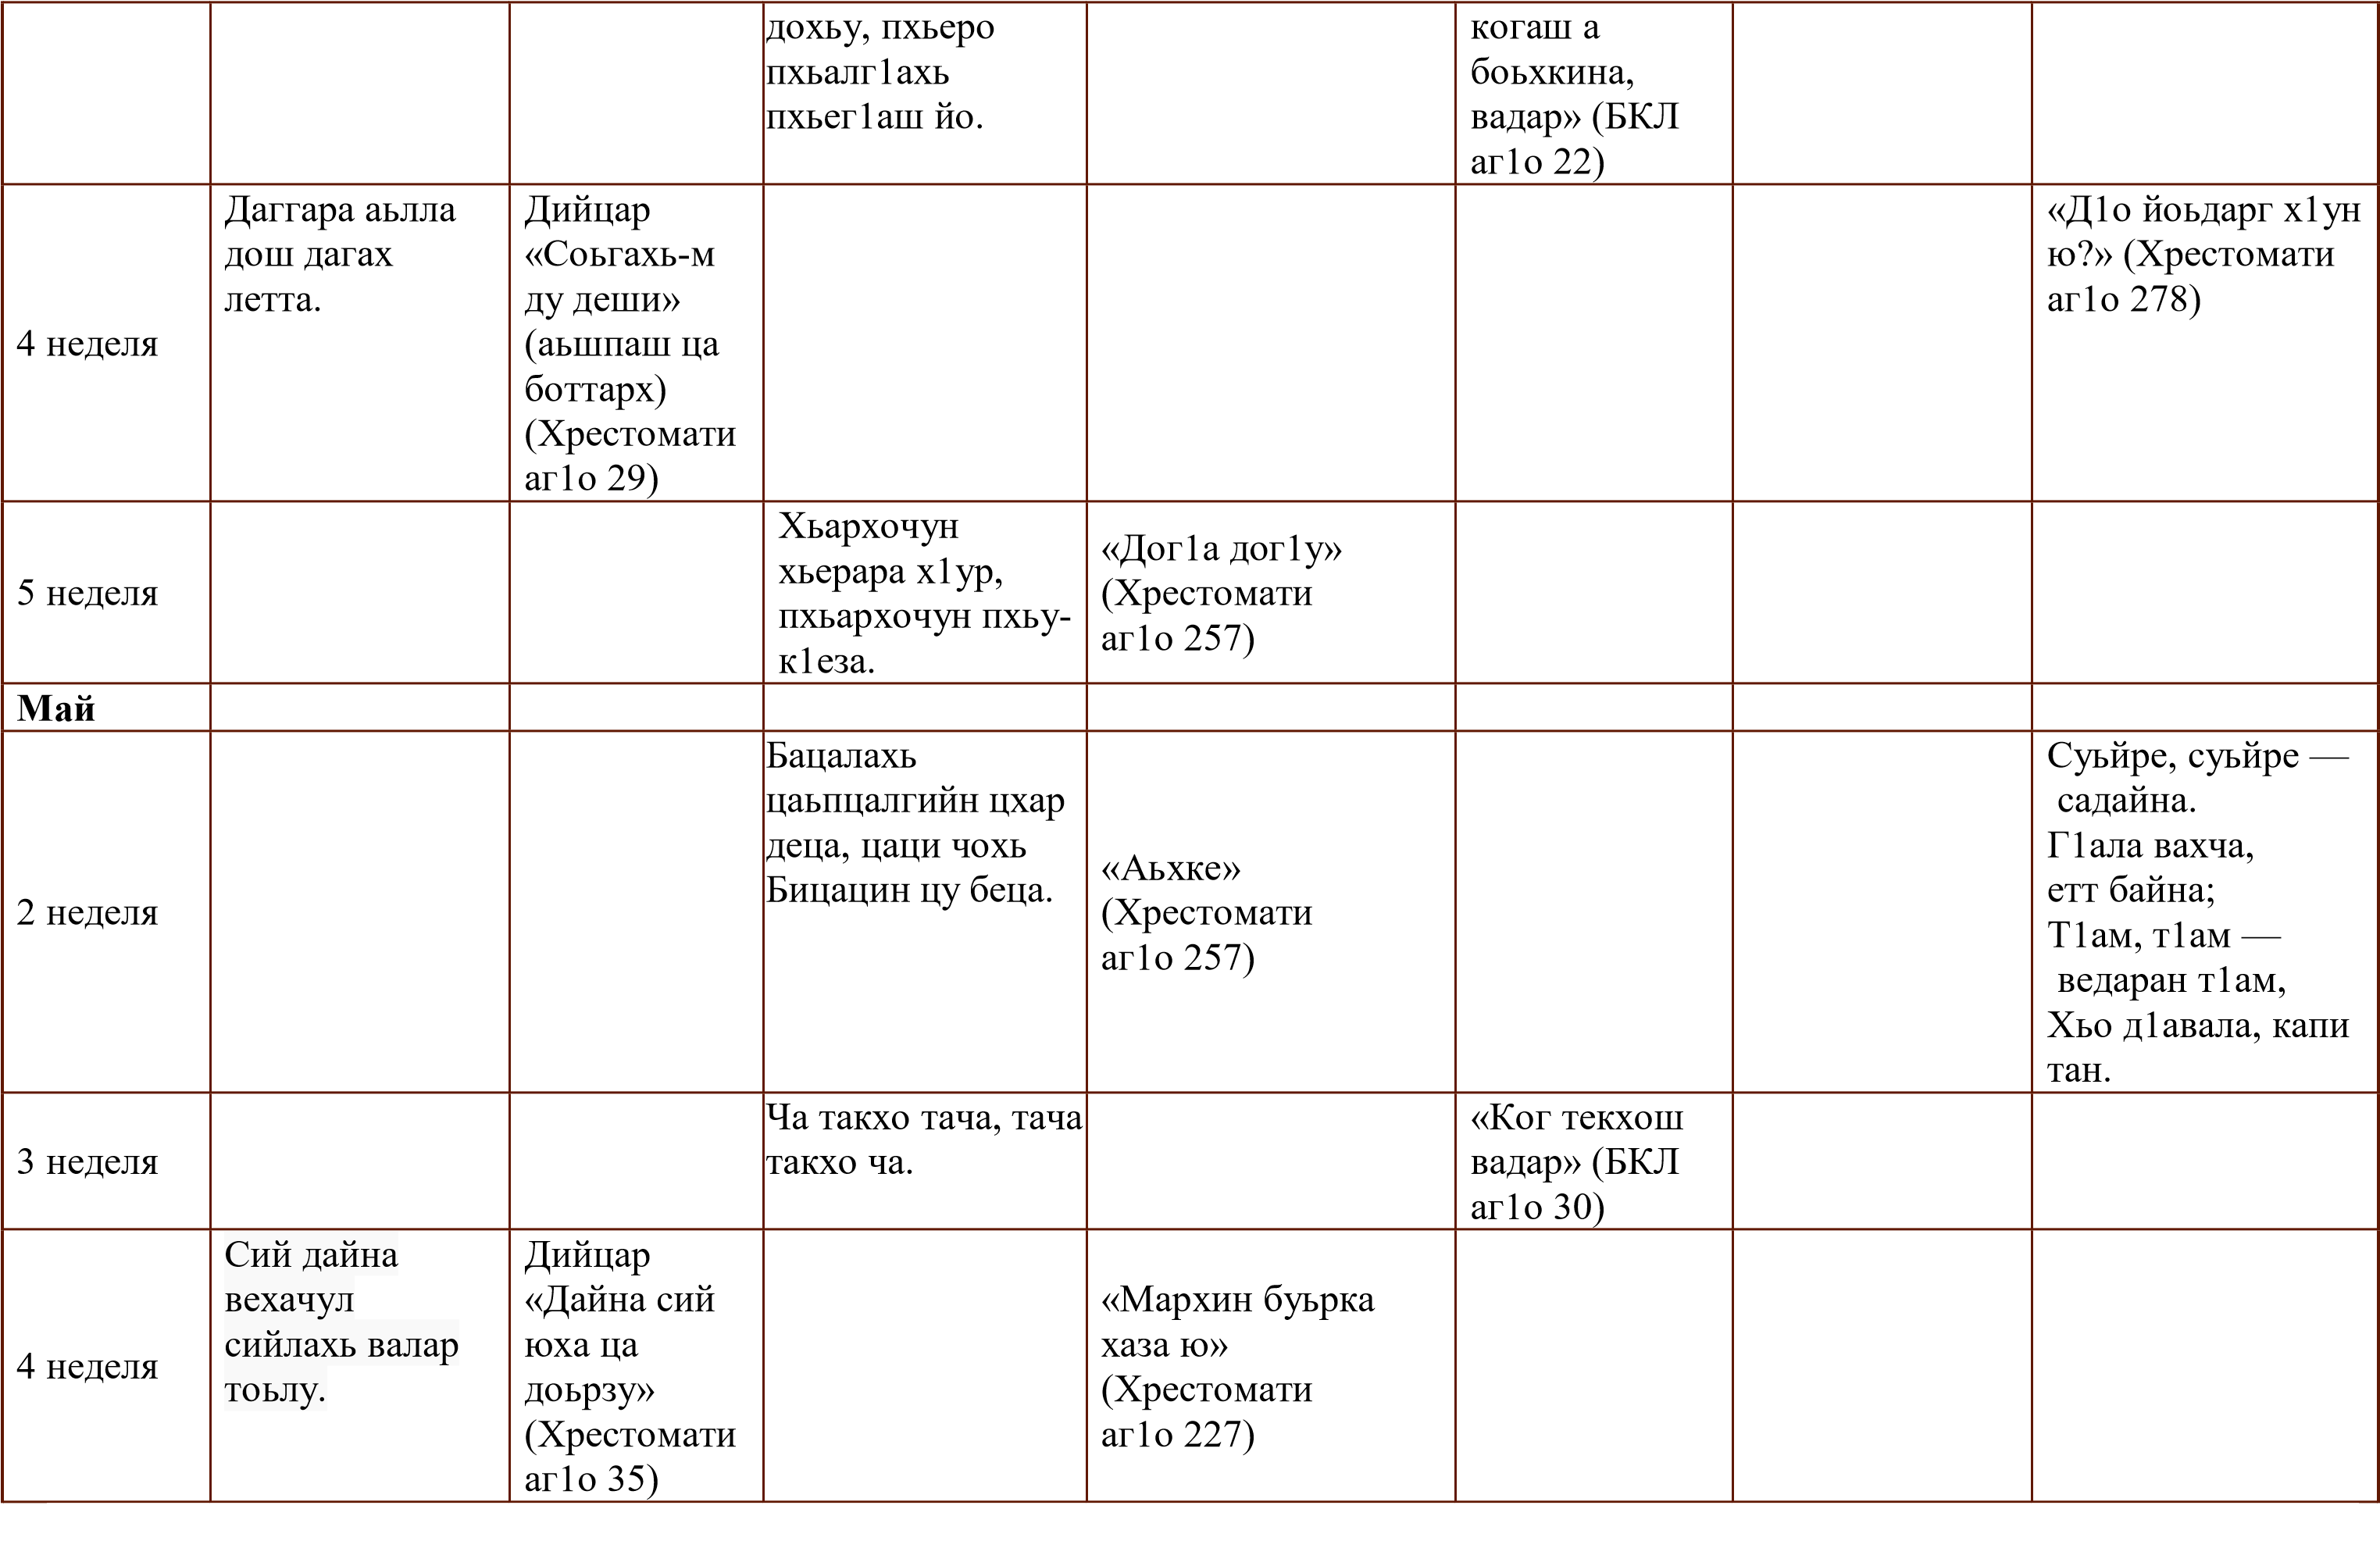 дохьу, пхьеро
пхьалг1ахь
пхьег1аш йо.
когаш а
боьхкина,
вадар» (БКЛ
аг1о 22)
4 неделя
Даггара аьлла
дош дагах
летта.
Дийцар
«Соьгахь-м
ду деши»
(аьшпаш ца
боттарх)
(Хрестомати
аг1о 29)
«Д1о йоьдарг х1ун
ю?» (Хрестомати
аг1о 278)
5 неделя
Хьархочун
хьерара х1ур,
пхьархочун пхьу-
к1еза.
«Дог1а дог1у»
(Хрестомати
аг1о 257)
Май
2 неделя
Бацалахь
цаьпцалгийн цхар
деца, цаци чохь
Бицацин цу беца.
«Аьхке»
(Хрестомати
аг1о 257)
Суьйре, суьйре —
садайна.
Г1ала вахча,
етт байна;
Т1ам, т1ам —
ведаран т1ам,
Хьо д1авала, капи
тан.
3 неделя
Ча такхо тача, тача
такхо ча.
«Ког текхош
вадар» (БКЛ
аг1о 30)
4 неделя
Сий дайна
вехачул
сийлахь валар
тоьлу.
Дийцар
«Дайна сий
юха ца
доьрзу»
(Хрестомати
аг1о 35)
«Мархин буьрка
хаза ю»
(Хрестомати
аг1о 227)